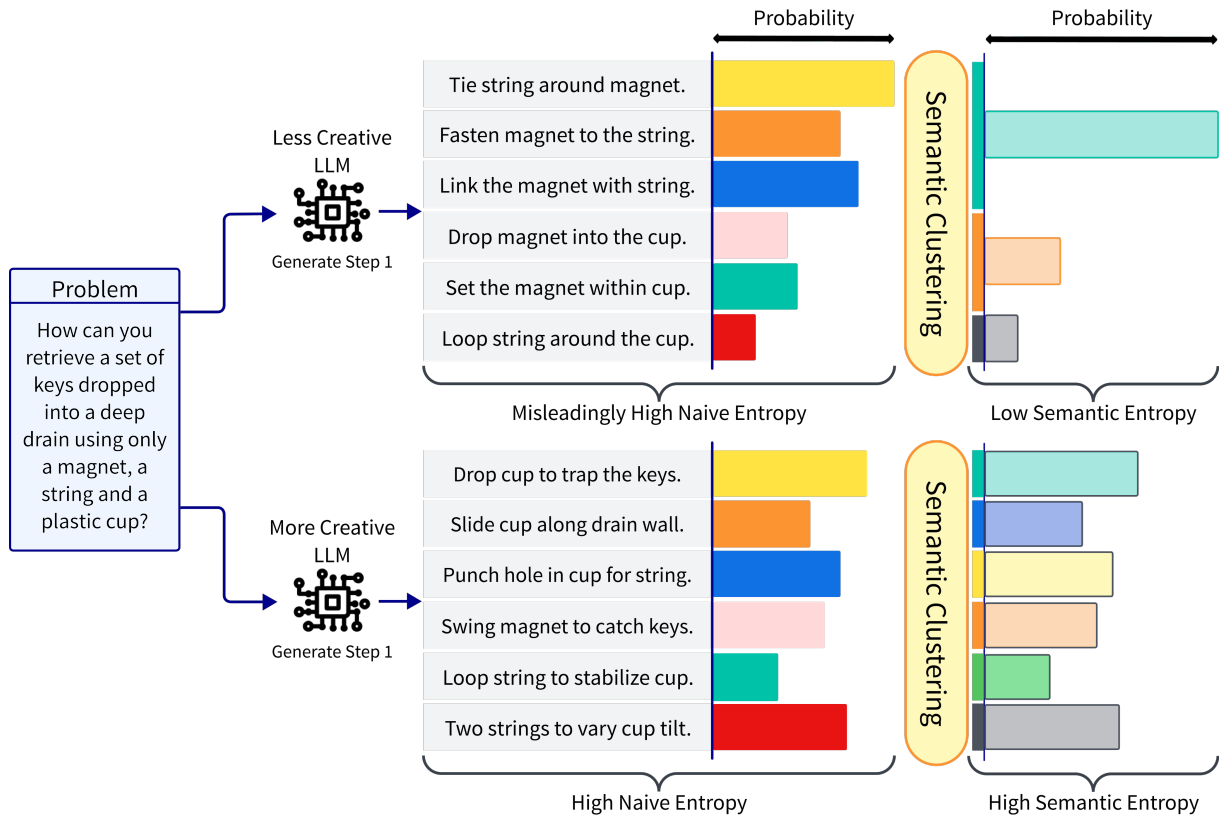 Probability
Probability
Tie string around magnet.
Fasten magnet to the string.
Link the magnet with string.
Drop magnet into the cup.
Set the magnet within cup.
Loop string around the cup.
Semantic Clustering
Less Creative
LLM
Generate Step 1
Misleadingly High Naive Entropy
Low Semantic Entropy
Problem
How can you
retrieve a set of
keys dropped
into a deep
drain using only
a magnet, a
string and a
plastic cup?
More Creative
LLM
Generate Step 1
Drop cup to trap the keys.
Slide cup along drain wall.
Punch hole in cup for string.
Swing magnet to catch keys.
Loop string to stabilize cup.
Two strings to vary cup tilt.
Semantic Clustering
High Naive Entropy
High Semantic Entropy